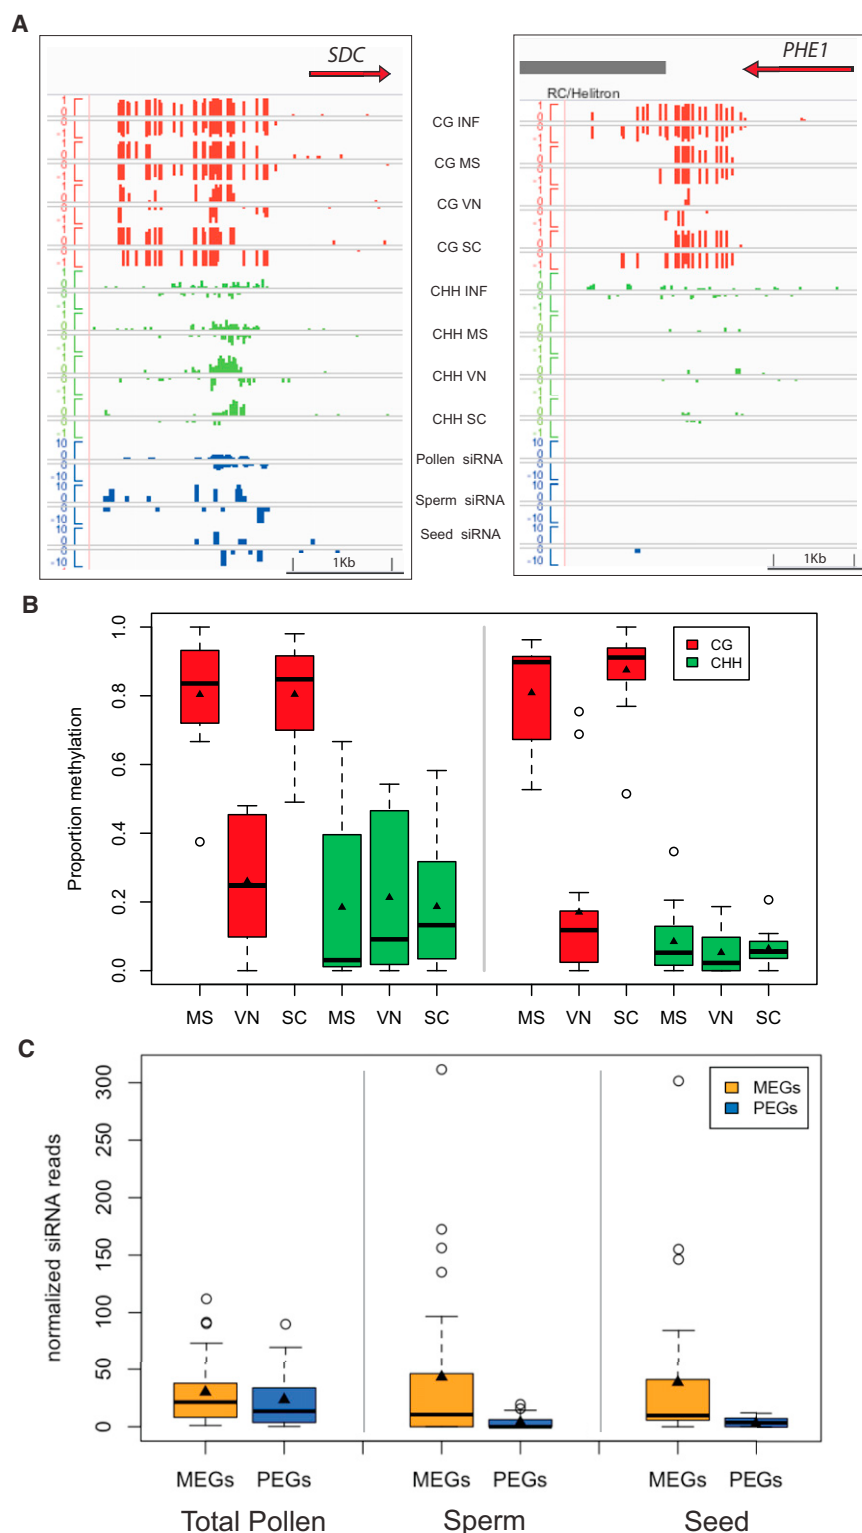 A
SDC
PHE1
RC/Helitron
CG INF
CG MS
CG VN
CG SC
CHH INF
CHH MS
CHH VN
CHH SC
Pollen siRNA
Sperm siRNA
Seed siRNA
1Kb
1Kb
B
Proportion methylation
1.0
0.8
0.6
0.4
0.2
0.0
CG
CHH
MS VN SC MS VN SC MS VN SC MS VN SC
C
normalized siRNA reads
300
250
200
150
100
50
0
MEGs
PEGs
MEGs PEGs MEGs PEGs MEGs PEGs
Total Pollen Sperm Seed